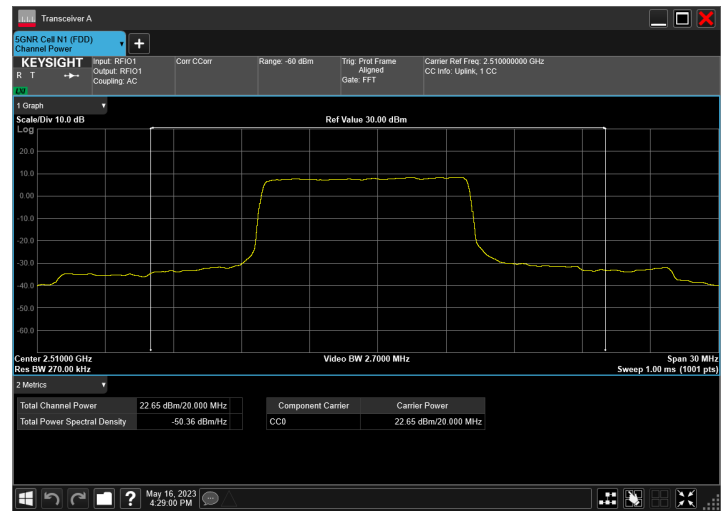 Transceiver A
5GNR Cell N1 (FDD)
Channel Power
KEYSIGHT
R T
LXI
Input: RFIO1
Output: RFIO1
Coupling: AC
Corr CCorr
Range: -60 dBm
Trig: Prot Frame
Aligned
Gate: FFT
Carrier Ref Freq: 2.510000000 GHz
CC Info: Uplink, 1 CC
1 Graph
Scale/Div 10.0 dB
Ref Value 30.00 dBm
Log
20.0
10.0
0.00
-10.0
-20.0
-30.0
-40.0
-50.0
-60.0
Center 2.51000 GHz
Video BW 2.7000 MHz
Span 30 MHz
Res BW 270.00 kHz
Sweep 1.00 ms (1001 pts)
2 Metrics
Total Channel Power 22.65 dBm/20.000 MHz
Total Power Spectral Density -50.36 dBm/Hz
Component Carrier Carrier Power
CC0 22.65 dBm/20.000 MHz
?
May 16, 2023
4:29:00 PM